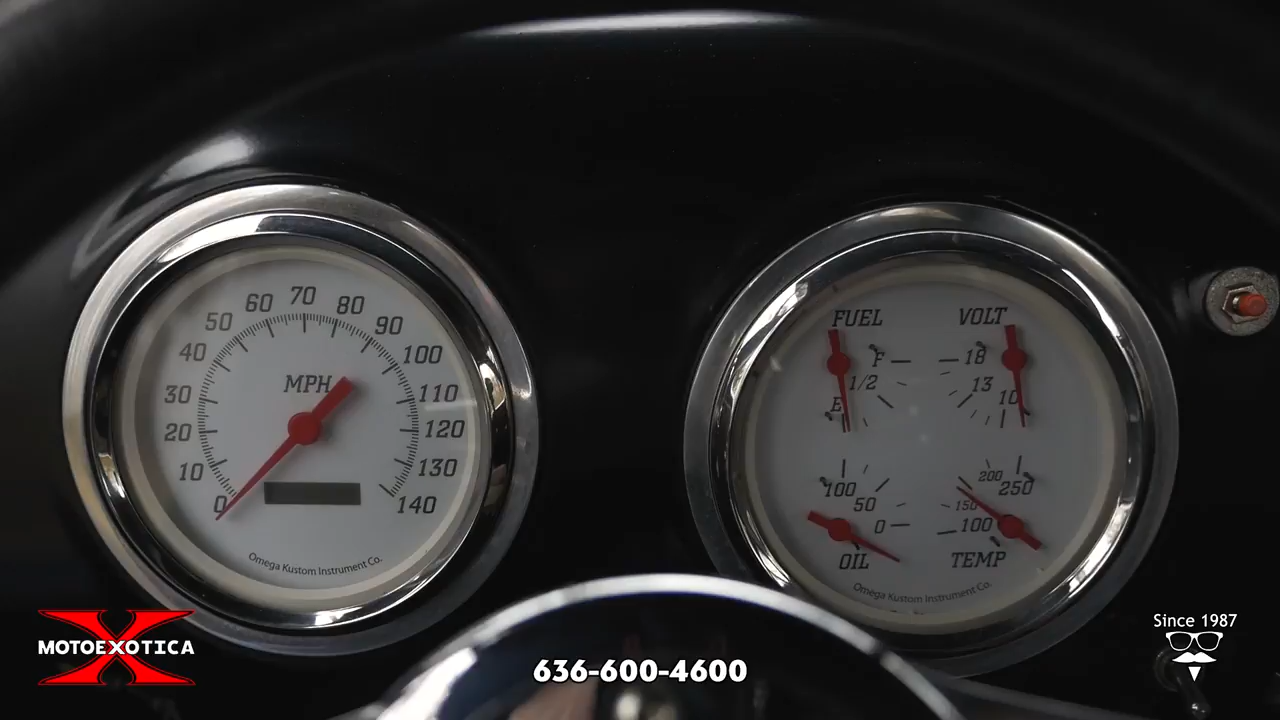 70
60 80
50 90
40 100
MPH
30 110
20 120
10 130
0 140
Omega Kustom Instrument Co.
FUEL VOLT
F 18
1/2 13
E 10
100 200 250
50 150
0 100
OIL TEMP
Omega Kustom Instrument Co.
MOTOEXOTICA
636-600-4600
Since 1987